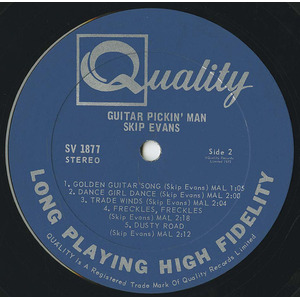 Quality
GUITAR PICKIN' MAN
SKIP EVANS
SV 1877
STEREO
Side 2
1. GOLDEN GUITAR SONG (Skip Evans) MAL 1:05
2. DANCE GIRL DANCE (Skip Evans) MAL 2:00
3. TRADE WINDS (Skip Evans) MAL 2:04
4. FRECKLES, FRECKLES
(Skip Evans) MAL 2:18
5. DUSTY ROAD
(Skip Evans) MAL 2:12
LONG PLAYING HIGH FIDELITY
QUALITY Is A Registered Trade Mark Of Quality Records Limited